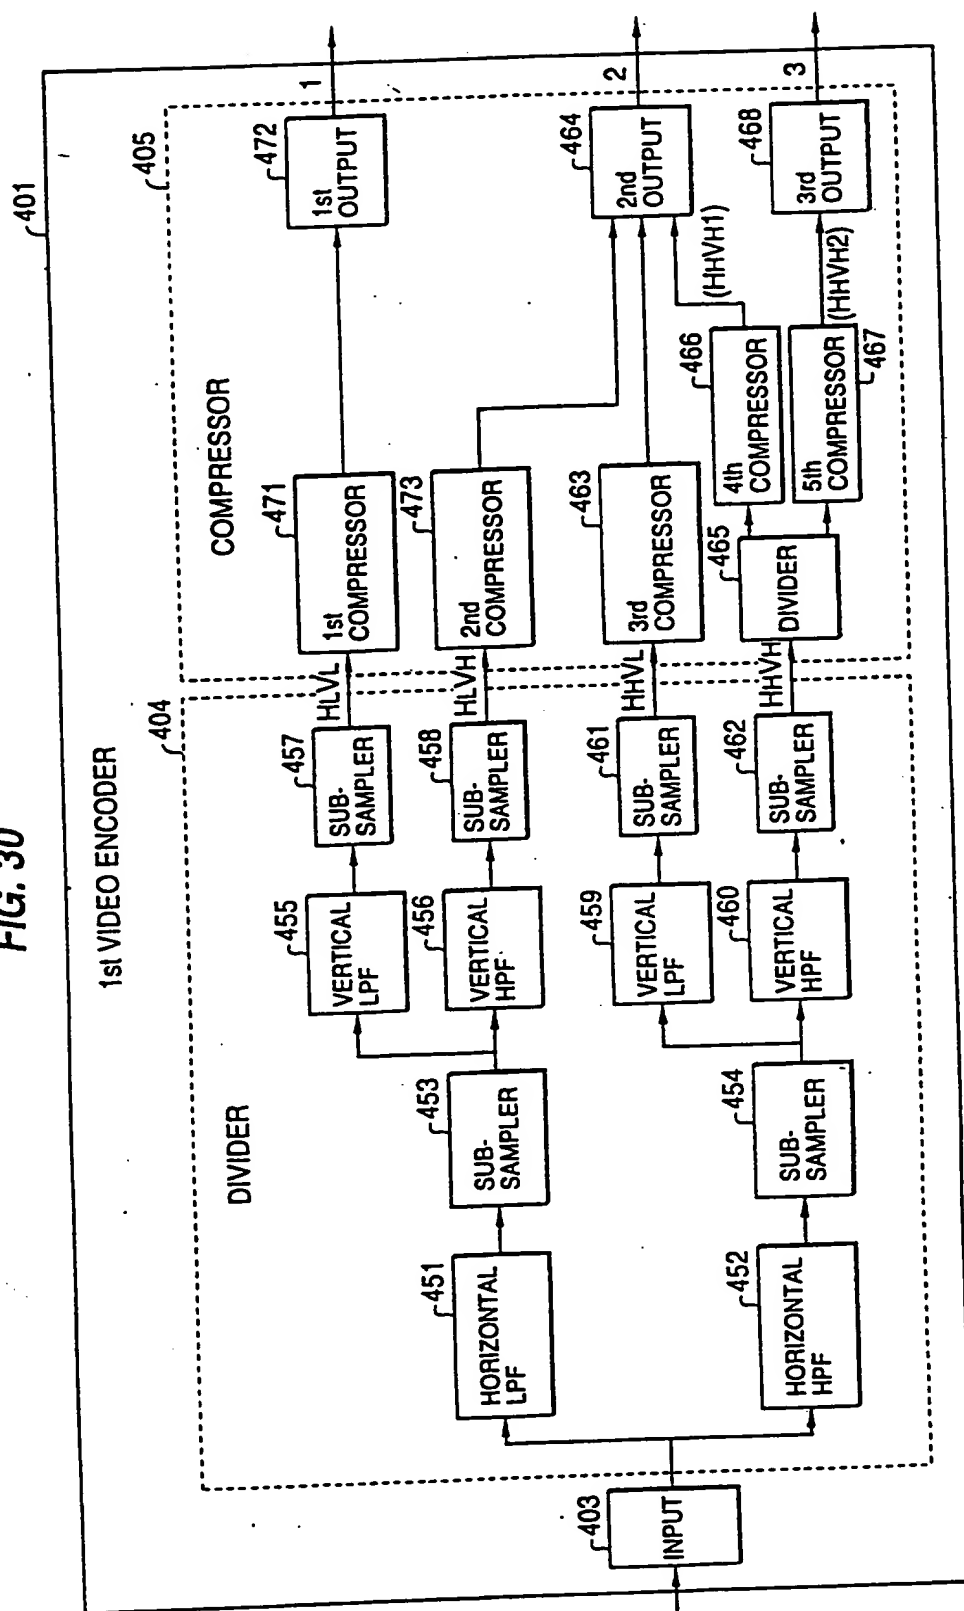 FIG. 30
401
1st VIDEO ENCODER
404
405
DIVIDER
COMPRESSOR
403
INPUT
451
HORIZONTAL
LPF
453
SUB-
SAMPLER
455
VERTICAL
LPF
457
SUB-
SAMPLER
HLVL
471
1st
COMPRESSOR
472
1st
OUTPUT
1
456
VERTICAL
HPF
458
SUB-
SAMPLER
HLVH
473
2nd
COMPRESSOR
464
2nd
OUTPUT
2
452
HORIZONTAL
HPF
454
SUB-
SAMPLER
459
VERTICAL
LPF
461
SUB-
SAMPLER
HHVL
463
3rd
COMPRESSOR
460
VERTICAL
HPF
462
SUB-
SAMPLER
HHVH
465
DIVIDER
466
4th
COMPRESSOR
(HHVH1)
5th
COMPRESSOR
467
(HHVH2)
468
3rd
OUTPUT
3